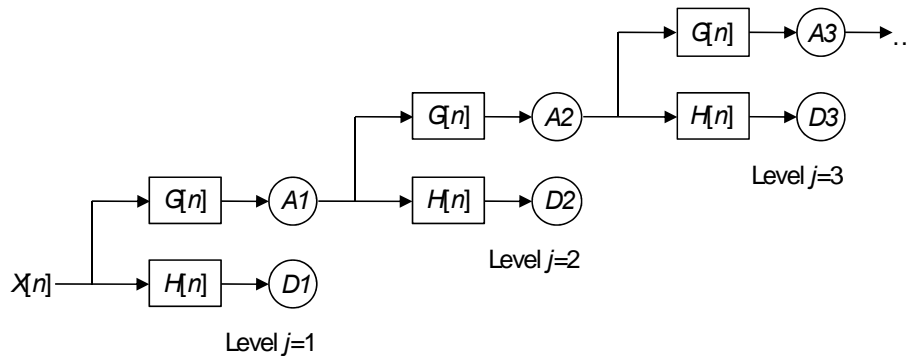 G[n] A3 ..
G[n] A2 H[n] D3
Level j=3
G[n] A1 H[n] D2
Level j=2
X[n] H[n] D1
Level j=1